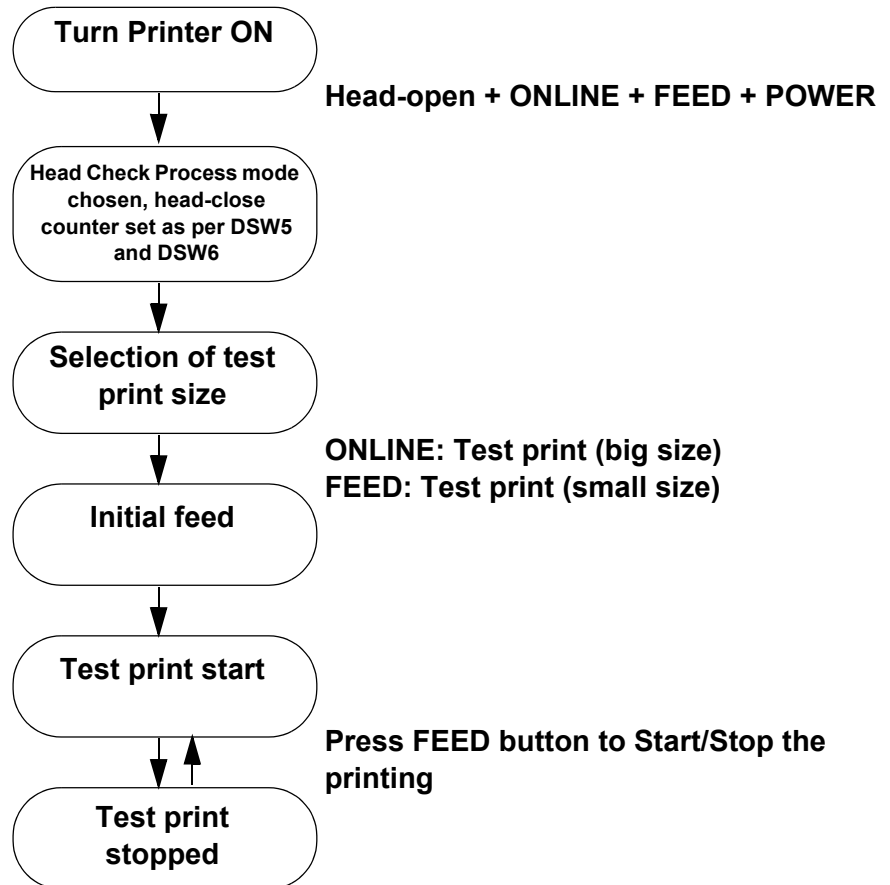 Turn Printer ON
Head-open + ONLINE + FEED + POWER
Head Check Process mode
chosen, head-close
counter set as per DSW5
and DSW6
Selection of test
print size
ONLINE: Test print (big size)
FEED: Test print (small size)
Initial feed
Test print start
Press FEED button to Start/Stop the
printing
Test print
stopped